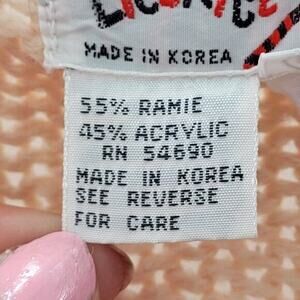 MADE IN KOREA
55% RAMIE
45% ACRYLIC
RN 54690
MADE IN KOREA
SEE REVERSE
FOR CARE